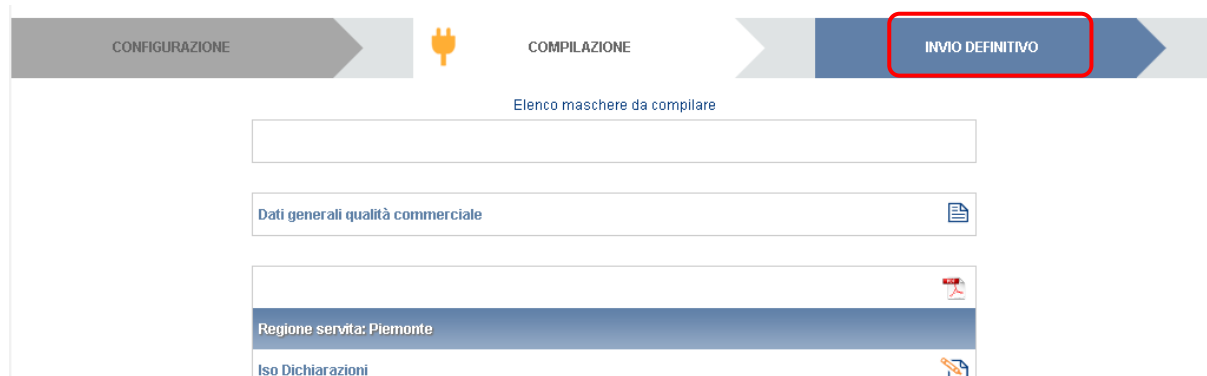 CONFIGURAZIONE COMPILAZIONE INVIO DEFINITIVO
Elenco maschere da compilare
Dati generali qualità commerciale
Regione servita: Piemonte
Iso Dichiarazioni